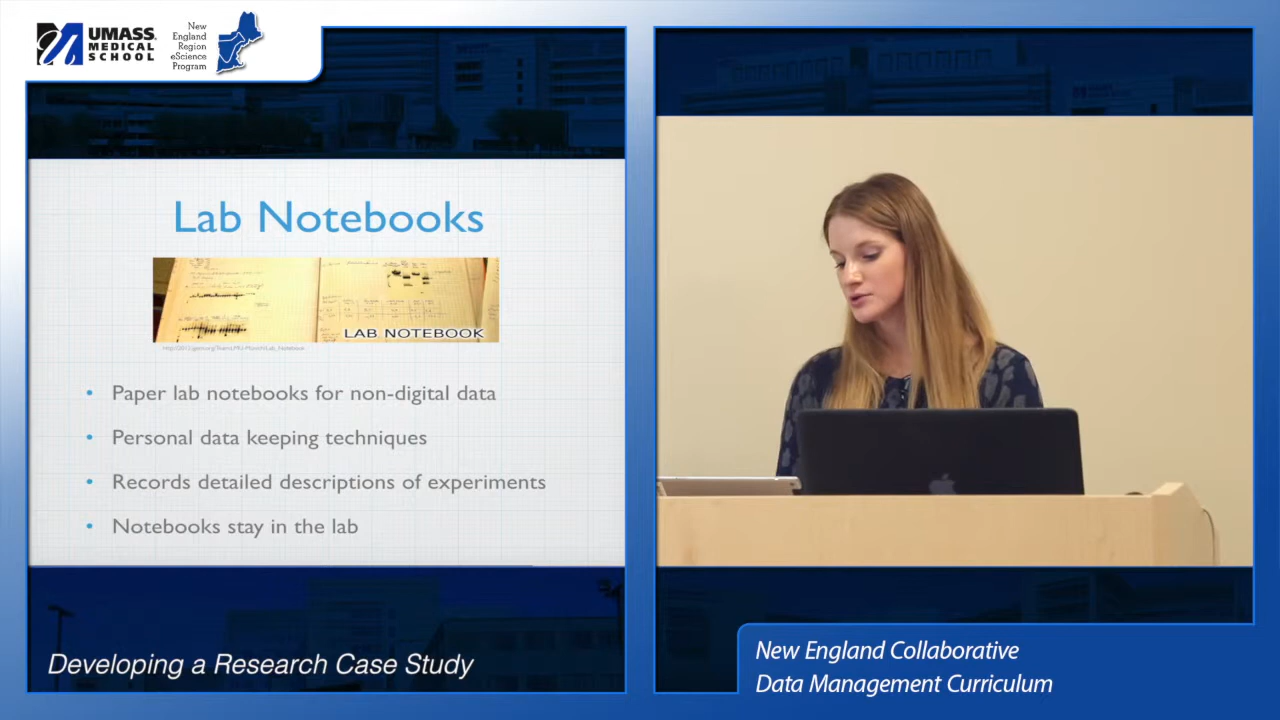 UMASS
MEDICAL
SCHOOL
New
England
Region
eScience
Program
Lab Notebooks
LAB NOTEBOOK
• Paper lab notebooks for non-digital data
• Personal data keeping techniques
• Records detailed descriptions of experiments
• Notebooks stay in the lab
Developing a Research Case Study
New England Collaborative
Data Management Curriculum